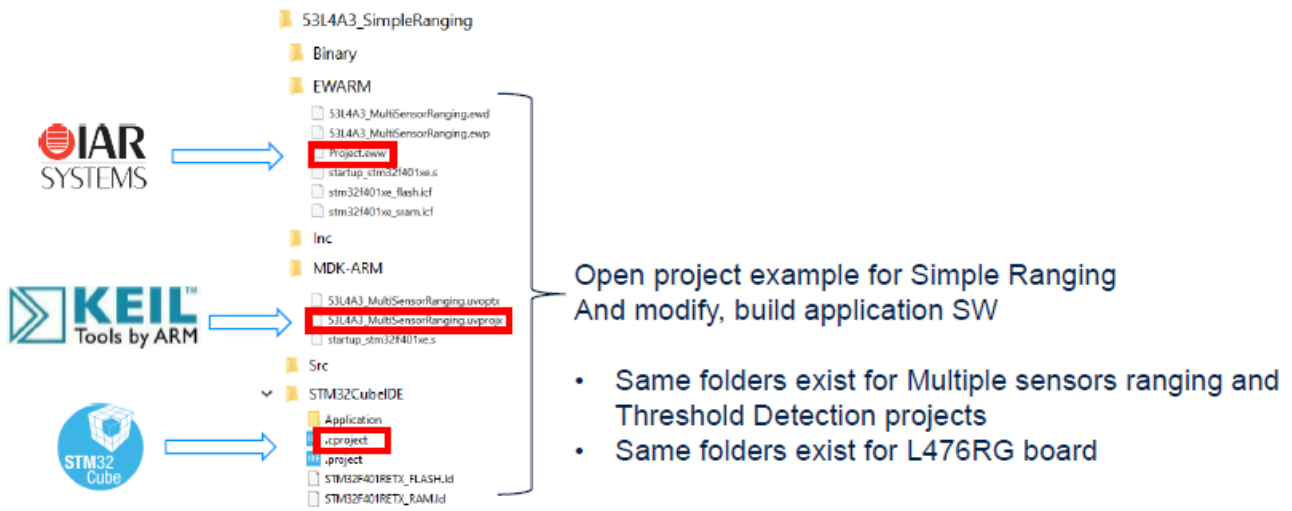 53L4A3_SimpleRanging
Binary
EWARM
53L4A3_MultiSensorRanging.ewd
53L4A3_MultiSensorRanging.ewp
Project.eww
startup_stm32f401xe.s
stm32f401xe_flash.icf
stm32f401xe_sram.icf
IAR
SYSTEMS
Inc
MDK-ARM
53L4A3_MultiSensorRanging.uvoptx
53L4A3_MultiSensorRanging.uvprojx
startup_stm32f401xe.s
KEIL™
Tools by ARM
Src
STM32CubeIDE
Application
.cproject
.project
STM32F401RETX_FLASH.ld
STM32F401RETX_RAM.ld
STM32
Cube
Open project example for Simple Ranging
And modify, build application SW
• Same folders exist for Multiple sensors ranging and
Threshold Detection projects
• Same folders exist for L476RG board